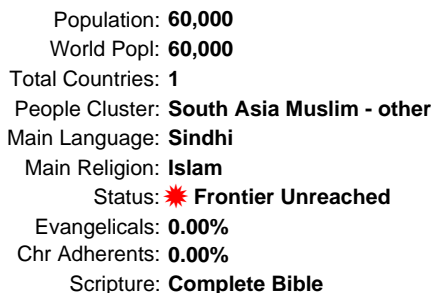 Population: 60,000
World Popl: 60,000
Total Countries: 1
People Cluster: South Asia Muslim - other
Main Language: Sindhi
Main Religion: Islam
Status: Frontier Unreached
Evangelicals: 0.00%
Chr Adherents: 0.00%
Scripture: Complete Bible